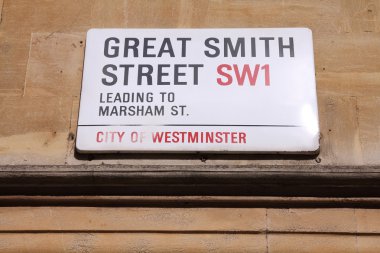 GREAT SMITH
STREET SW1
LEADING TO
MARSHAM ST.
CITY OF WESTMINSTER